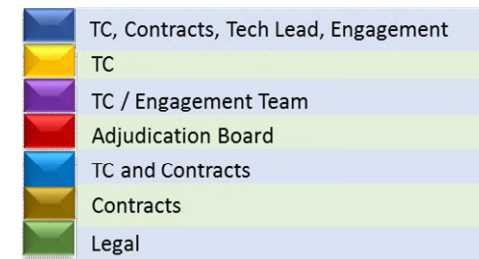 TC, Contracts, Tech Lead, Engagement
TC
TC / Engagement Team
Adjudication Board
TC and Contracts
Contracts
Legal